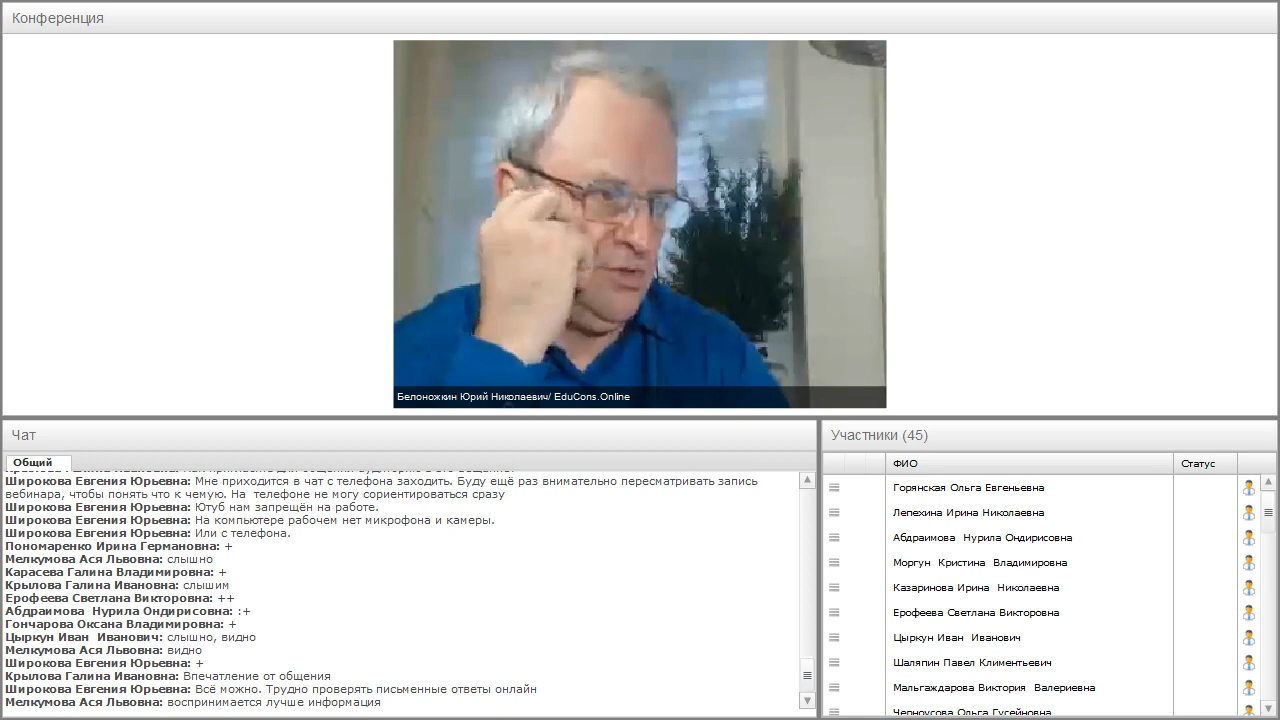 Конференция
Белоножкин Юрий Николаевич/ EduCons.Online
Чат
Общий
Широкова Евгения Юрьевна: Мне приходится в чат с телефона заходить. Буду ещё раз внимательно пересматривать запись
вебинара, чтобы понять что к чему. На телефоне не могу сориентироваться сразу
Широкова Евгения Юрьевна: Ютуб нам запрещён на работе.
Широкова Евгения Юрьевна: На компьютере рабочем нет микрофона и камеры.
Широкова Евгения Юрьевна: Или с телефона.
Пономаренко Ирина Германовна: +
Мелкумова Ася Львовна: слышно
Карасева Галина Владимировна: +
Крылова Галина Ивановна: слышим
Ерофеева Светлана Викторовна: ++
Абдраимова Нурила Ондирисовна: :+
Гончарова Оксана Владимировна: +
Цыркун Иван Иванович: слышно, видно
Мелкумова Ася Львовна: видно
Широкова Евгения Юрьевна: +
Крылова Галина Ивановна: Впечатление от общения
Широкова Евгения Юрьевна: Всё можно. Трудно проверять письменные ответы онлайн
Мелкумова Ася Львовна: воспринимается лучше информация
Участники (45)
ФИО Статус
Горянская Ольга Евгеньевна
Лепехина Ирина Николаевна
Абдраимова Нурила Ондирисовна
Моргун Кристина Владимировна
Казаринова Ирина Николаевна
Ерофеева Светлана Викторовна
Цыркун Иван Иванович
Шаляпин Павел Климентьевич
Мальгаждарова Виктория Валериевна
Черноусова Ольга Гусейновна